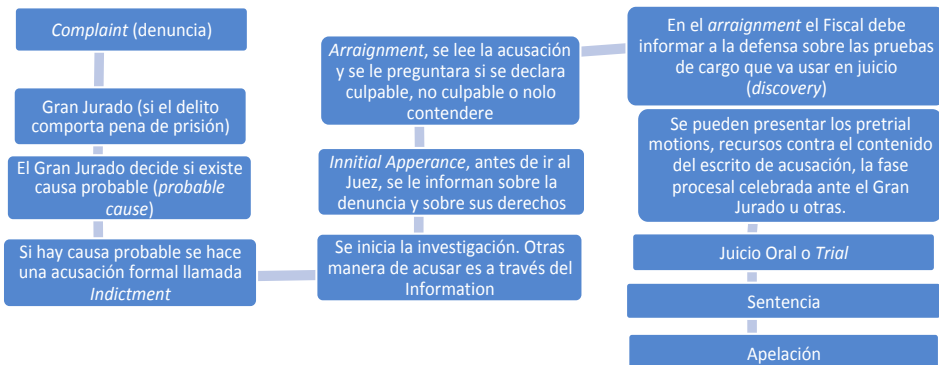 Complaint (denuncia)
Gran Jurado (si el delito
comporta pena de prisión)
El Gran Jurado decide si existe
causa probable (probable
cause)
Si hay causa probable se hace
una acusación formal llamada
Indictment
Se inicia la investigación. Otras
manera de acusar es a través del
Information
Innitial Apperance, antes de ir al
Juez, se le informan sobre la
denuncia y sobre sus derechos
Arraignment, se lee la acusación
y se le preguntara si se declara
culpable, no culpable o nolo
contendere
En el arraignment el Fiscal debe
informar a la defensa sobre las pruebas
de cargo que va usar en juicio
(discovery)
Se pueden presentar los pretrial
motions, recursos contra el contenido
del escrito de acusación, la fase
procesal celebrada ante el Gran
Jurado u otras.
Juicio Oral o Trial
Sentencia
Apelación